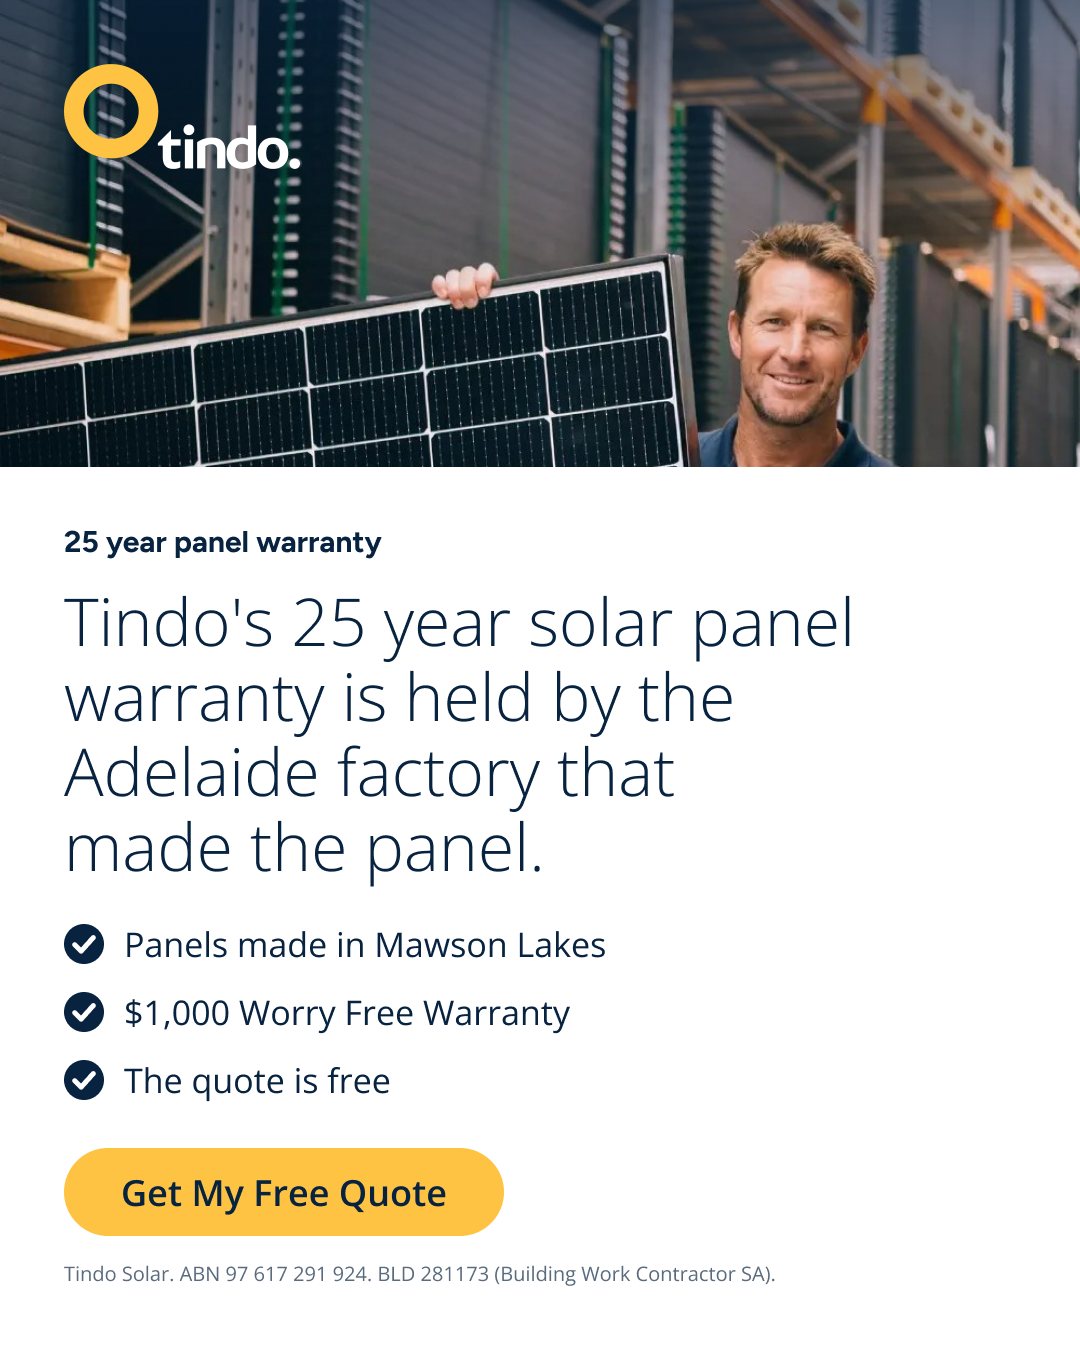 tindo.
25 year panel warranty
Tindo's 25 year solar panel
warranty is held by the
Adelaide factory that
made the panel.
Panels made in Mawson Lakes
$1,000 Worry Free Warranty
The quote is free
Get My Free Quote
Tindo Solar. ABN 97 617 291 924. BLD 281173 (Building Work Contractor SA).